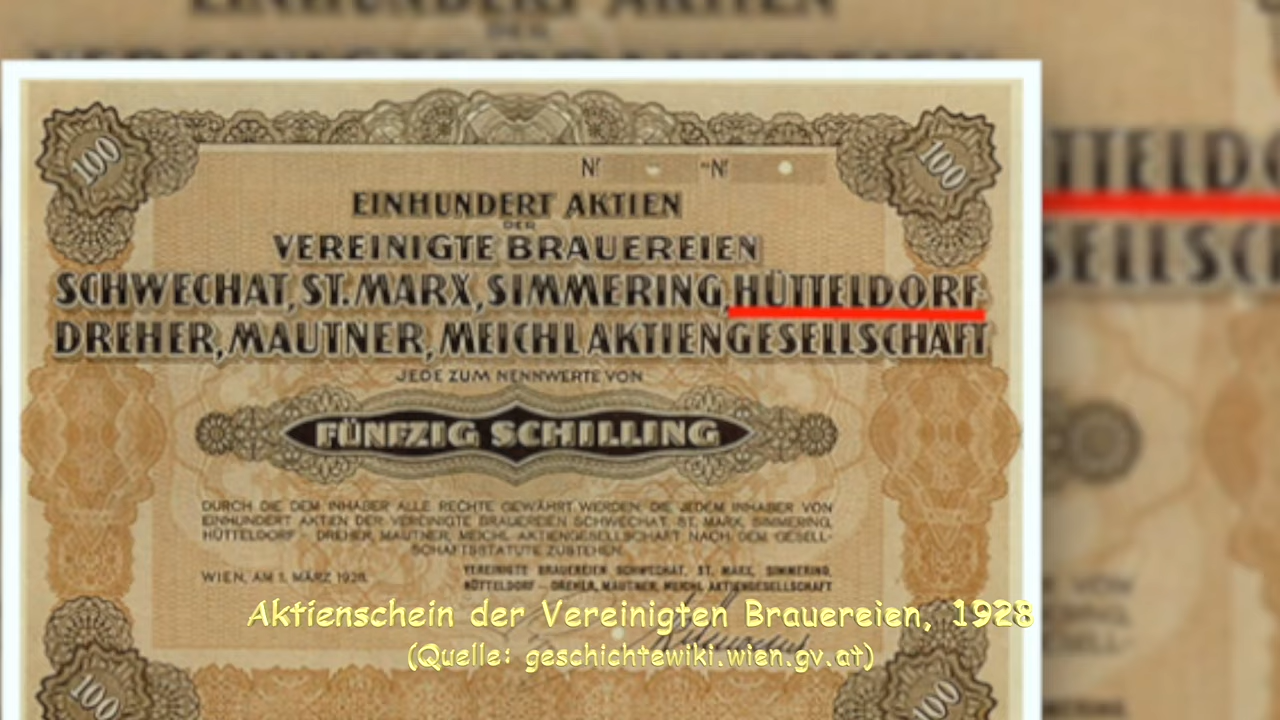 EINHUNDERT AKTIEN
100
100
Nṛ
Nṛ
EINHUNDERT AKTIEN
DER
VEREINIGTE BRAUEREIEN
SCHWECHAT, ST. MARX, SIMMERING, HÜTTELDORF-
DREHER, MAUTNER, MEICHL AKTIENGESELLSCHAFT
JEDE ZUM NENNWERTE VON
FÜNFZIG SCHILLING
DURCH DIE DEM INHABER ALLE RECHTE GEWÄHRT WERDEN, DIE JEDEM INHABER VON
EINHUNDERT AKTIEN DER VEREINIGTE BRAUEREIEN SCHWECHAT, ST. MARX, SIMMERING,
HÜTTELDORF - DREHER, MAUTNER, MEICHL AKTIENGESELLSCHAFT NACH DEM GESELL-
SCHAFTSSTATUTE ZUSTEHEN.
WIEN, AM 1. MÄRZ 1928.
VEREINIGTE BRAUEREIEN SCHWECHAT, ST. MARX, SIMMERING,
HÜTTELDORF - DREHER, MAUTNER, MEICHL AKTIENGESELLSCHAFT
Aktienschein der Vereinigten Brauereien, 1928
(Quelle: geschichtewiki.wien.gv.at)
100
100